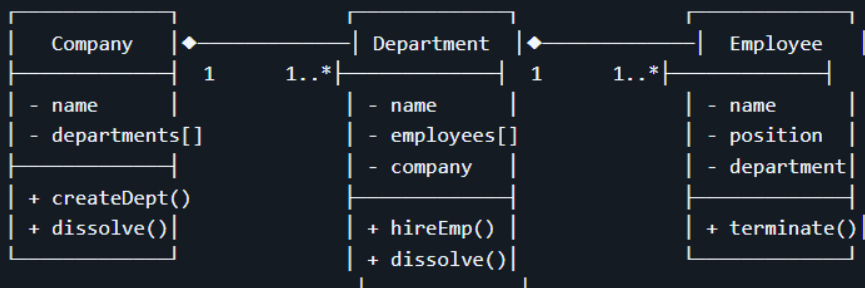 Company ◆ Department ◆ Employee
1 1..* 1 1..*
- name - name - name
- departments[] - employees[] - position
- company - department
+ createDept()
+ dissolve() + hireEmp() + terminate()
+ dissolve()